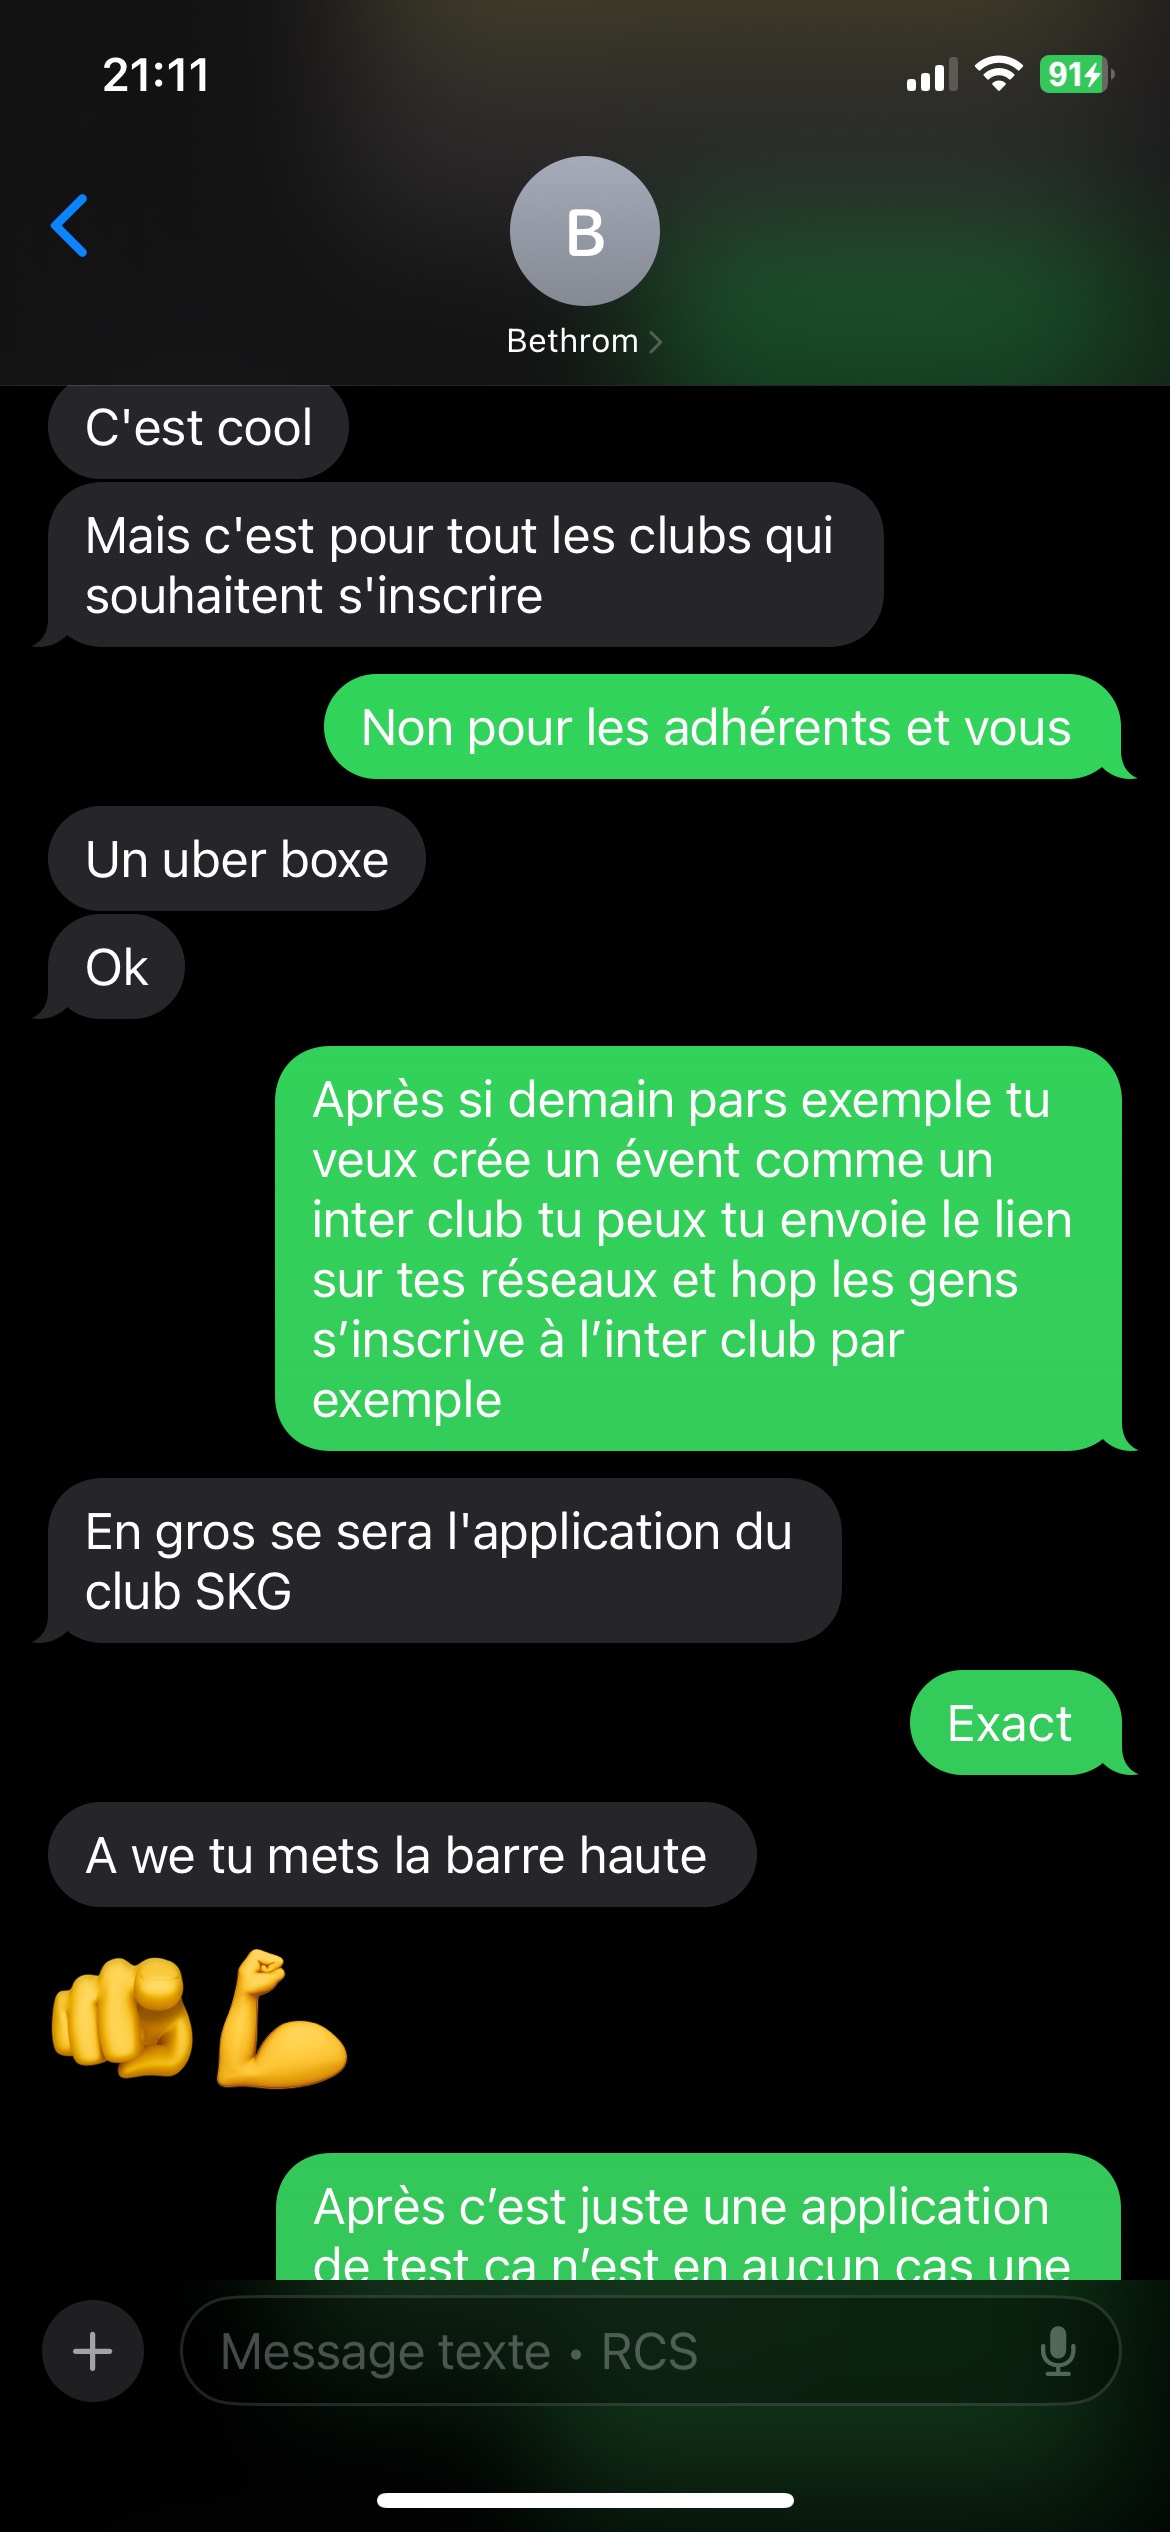 21:11
91
B
Bethrom
C'est cool
Mais c'est pour tout les clubs qui
souhaitent s'inscrire
Non pour les adhérents et vous
Un uber boxe
Ok
Après si demain pars exemple tu
veux crée un évent comme un
inter club tu peux tu envoie le lien
sur tes réseaux et hop les gens
s’inscrive à l’inter club par
exemple
En gros se sera l'application du
club SKG
Exact
A we tu mets la barre haute
Après c’est juste une application
de test ca n’est en aucun cas une
Message texte • RCS